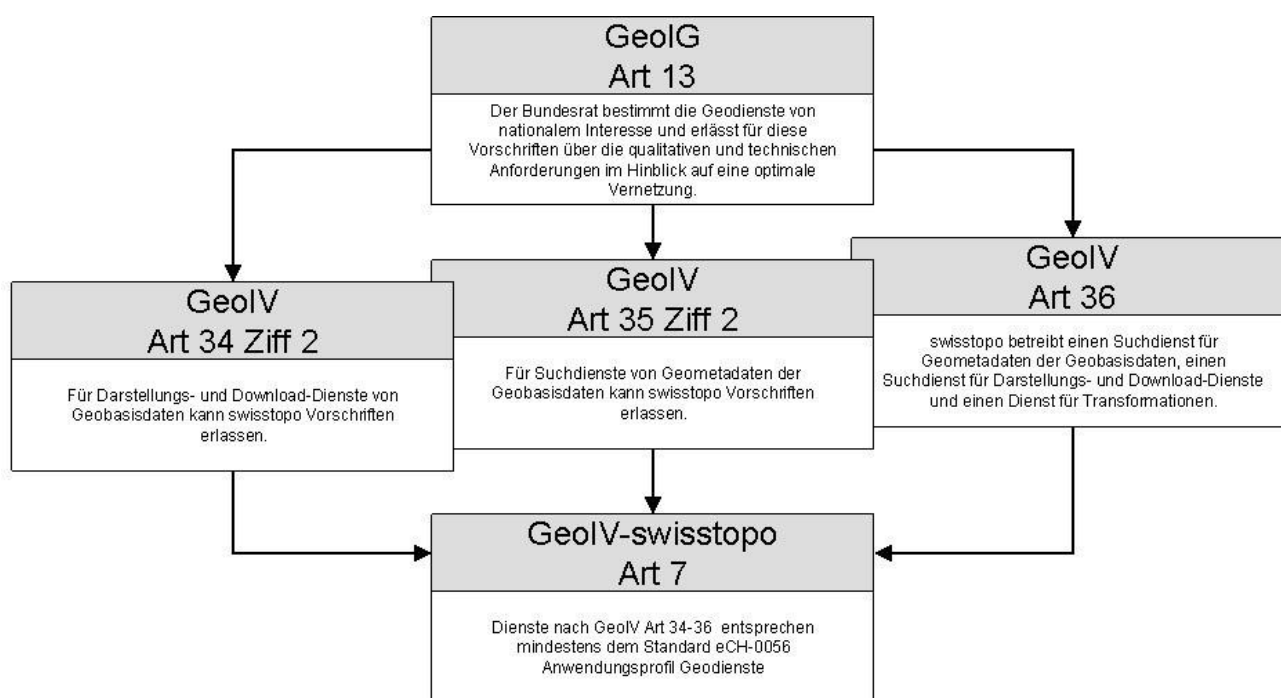 GeoIG
Art 13
Der Bundesrat bestimmt die Geodienste von
nationalem Interesse und erlässt für diese
Vorschriften über die qualitativen und technischen
Anforderungen im Hinblick auf eine optimale
Vernetzung.
GeoIV
Art 34 Ziff 2
Für Darstellungs- und Download-Dienste von
Geobasisdaten kann swisstopo Vorschriften
erlassen.
GeoIV
Art 35 Ziff 2
Für Suchdienste von Geometadaten der
Geobasisdaten kann swisstopo Vorschriften
erlassen.
GeoIV
Art 36
swisstopo betreibt einen Suchdienst für
Geometadaten der Geobasisdaten, einen
Suchdienst für Darstellungs- und Download-Dienste
und einen Dienst für Transformationen.
GeoIV-swisstopo
Art 7
Dienste nach GeoIV Art 34-36 entsprechen
mindestens dem Standard eCH-0056
Anwendungsprofil Geodienste